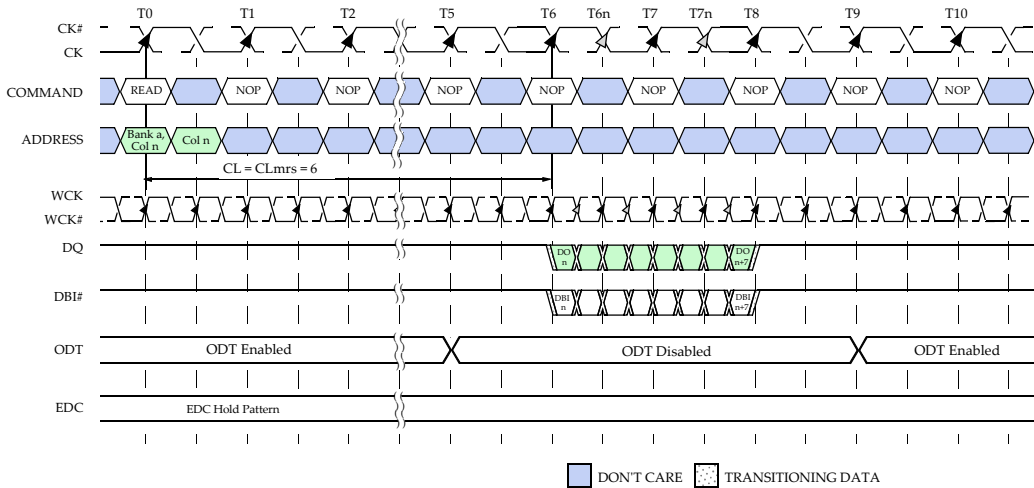 T0 T1 T2 T5 T6 T6n T7 T7n T8 T9 T10
CK#
CK
COMMAND READ NOP NOP NOP NOP NOP NOP NOP NOP
ADDRESS Bank a, Col n Col n
CL = CLmrs = 6
WCK
WCK#
DQ DO n DO n+7
DBI# DBI n DBI n+7
ODT ODT Enabled ODT Disabled ODT Enabled
EDC EDC Hold Pattern
DON'T CARE TRANSITIONING DATA